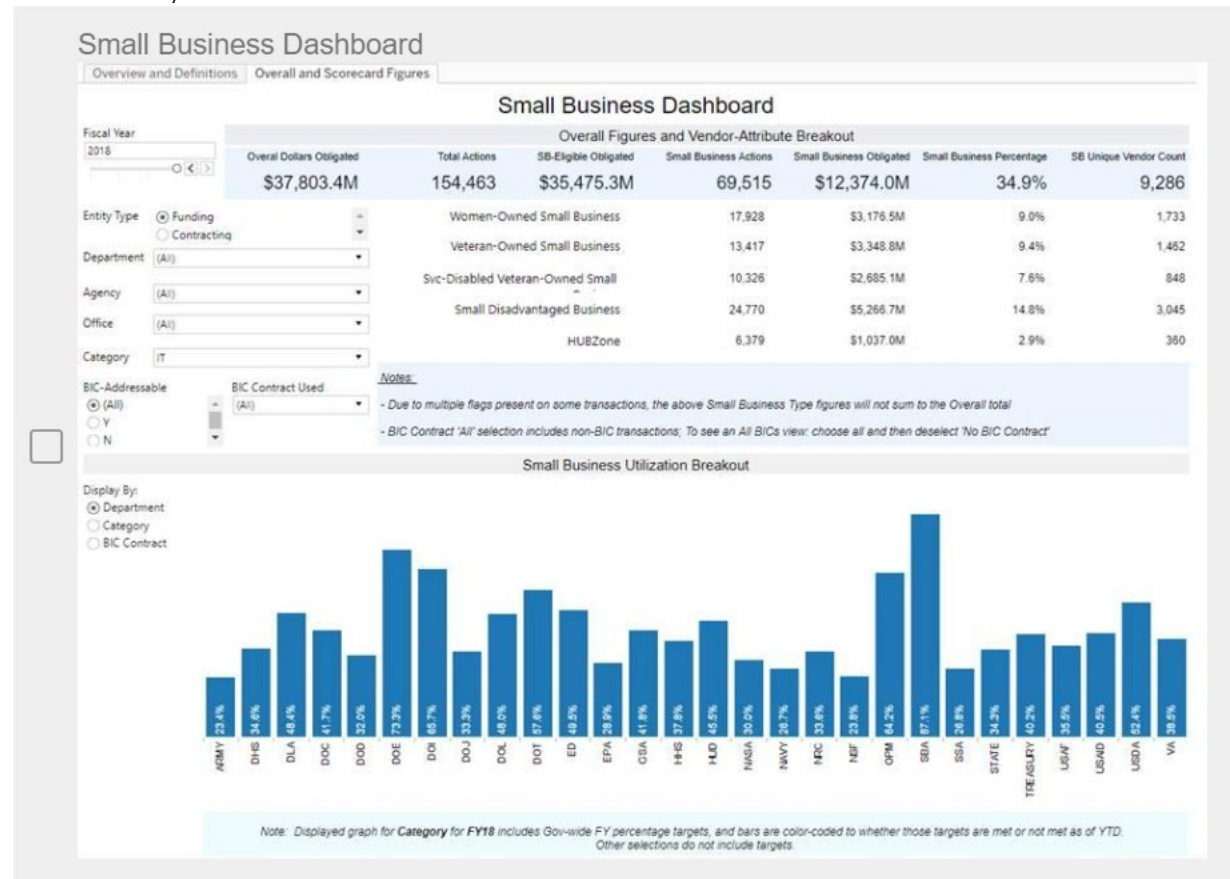 Small Business Dashboard
Overview and Definitions Overall and Scorecard Figures
Small Business Dashboard
Fiscal Year
2018
Overall Figures and Vendor-Attribute Breakout
Overal Dollars Obligated Total Actions SB-Eligible Obligated Small Business Actions Small Business Obligated Small Business Percentage SB Unique Vendor Count
$37,803.4M 154,463 $35,475.3M 69,515 $12,374.0M 34.9% 9,286
Entity Type Funding
Contracting
Department (All)
Agency (All)
Office (All)
Category IT
BIC-Addressable
(All)
Y
N
BIC Contract Used
(All)
Women-Owned Small Business 17,928 $3,176.5M 9.0% 1,733
Veteran-Owned Small Business 13,417 $3,348.8M 9.4% 1,462
Svc-Disabled Veteran-Owned Small 10,326 $2,685.1M 7.6% 848
Small Disadvantaged Business 24,770 $5,266.7M 14.8% 3,045
HUBZone 6,379 $1,037.0M 2.9% 360
Notes:
- Due to multiple flags present on some transactions, the above Small Business Type figures will not sum to the Overall total
- BIC Contract 'All' selection includes non-BIC transactions; To see an All BICs view: choose all and then deselect 'No BIC Contract'
Small Business Utilization Breakout
Display By:
Department
Category
BIC Contract
23.4% 34.6% 48.4% 41.7% 32.0% 73.3% 65.7% 33.3% 48.0% 57.6% 49.5% 28.9% 41.8% 37.8% 45.5% 30.0% 26.7% 33.6% 23.8% 64.2% 87.1% 26.8% 34.3% 40.2% 35.5% 40.5% 52.4% 38.5%
ARMY DHS DLA DOC DOD DOE DOI DOJ DOL DOT ED EPA GSA HHS HUD NASA NAVY NRC NSF OPM SBA SSA STATE TREASURY USAF USAID USDA VA
Note: Displayed graph for Category for FY18 includes Gov-wide FY percentage targets, and bars are color-coded to whether those targets are met or not met as of YTD.
Other selections do not include targets.